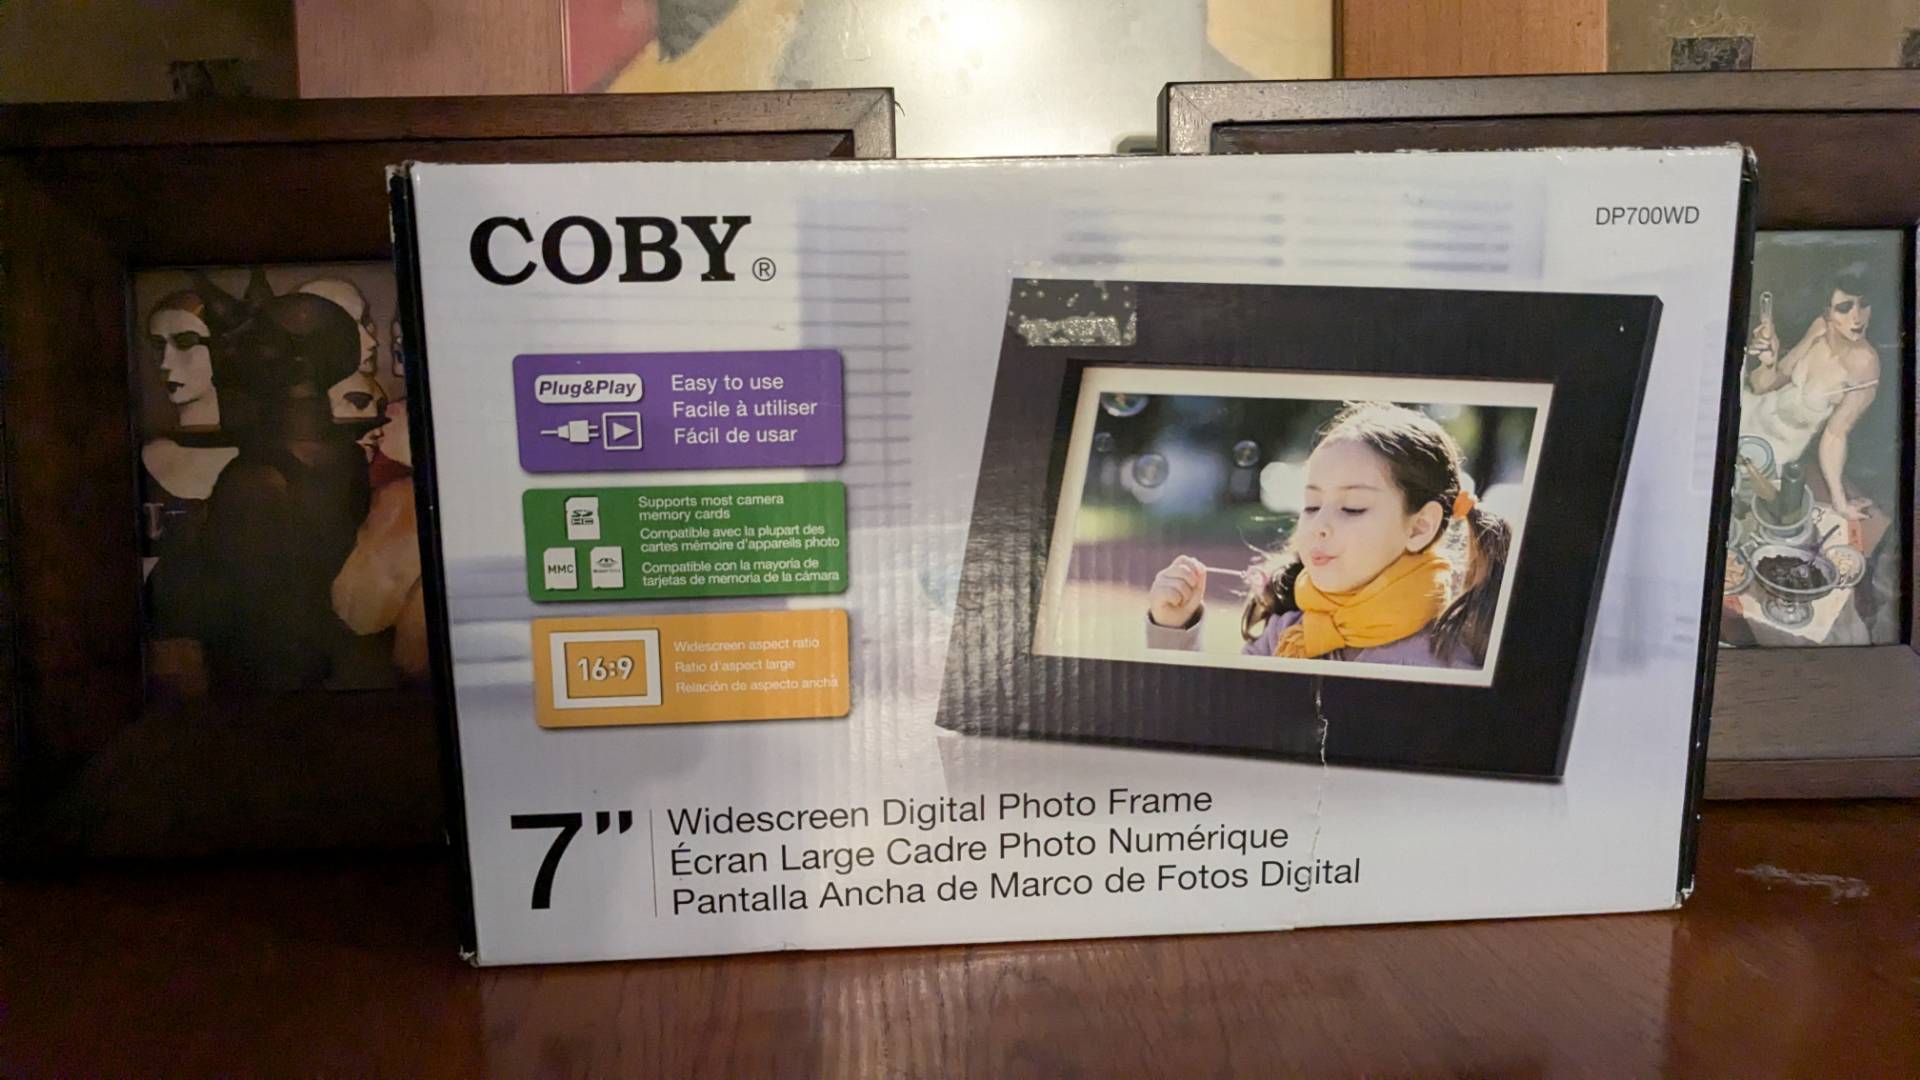 COBY®
DP700WD
Plug&Play
Easy to use
Facile à utiliser
Fácil de usar
Supports most camera
memory cards
Compatible avec la plupart des
cartes mémoire d'appareils photo
Compatible con la mayoría de
tarjetas de memoria de la cámara
SD
HC
MMC
16:9
Widescreen aspect ratio
Ratio d'aspect large
Relación de aspecto ancha
7"
Widescreen Digital Photo Frame
Écran Large Cadre Photo Numérique
Pantalla Ancha de Marco de Fotos Digital